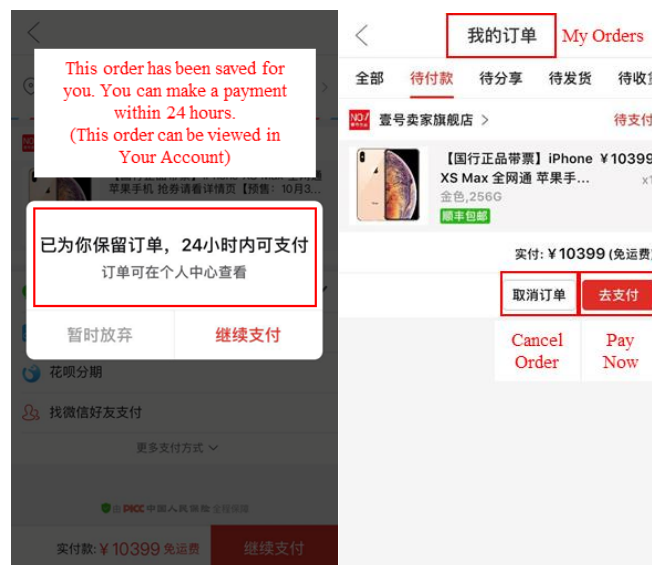 This order has been saved for
you. You can make a payment
within 24 hours.
(This order can be viewed in
Your Account)
苹果手机 抢券请看详情页【预售：10月3...
已为你保留订单，24小时内可支付
订单可在个人中心查看
暂时放弃
继续支付
花呗分期
找微信好友支付
更多支付方式
由 PICC 中国人民保险 全程保障
实付款: ¥ 10399 免运费
继续支付
我的订单
My Orders
全部 待付款 待分享 待发货 待收
壹号卖家旗舰店
待支付
【国行正品带票】iPhone ¥10399
XS Max 全网通 苹果手... x1
金色,256G
顺丰包邮
实付: ¥ 10399 (免运费)
取消订单
去支付
Cancel
Order
Pay
Now